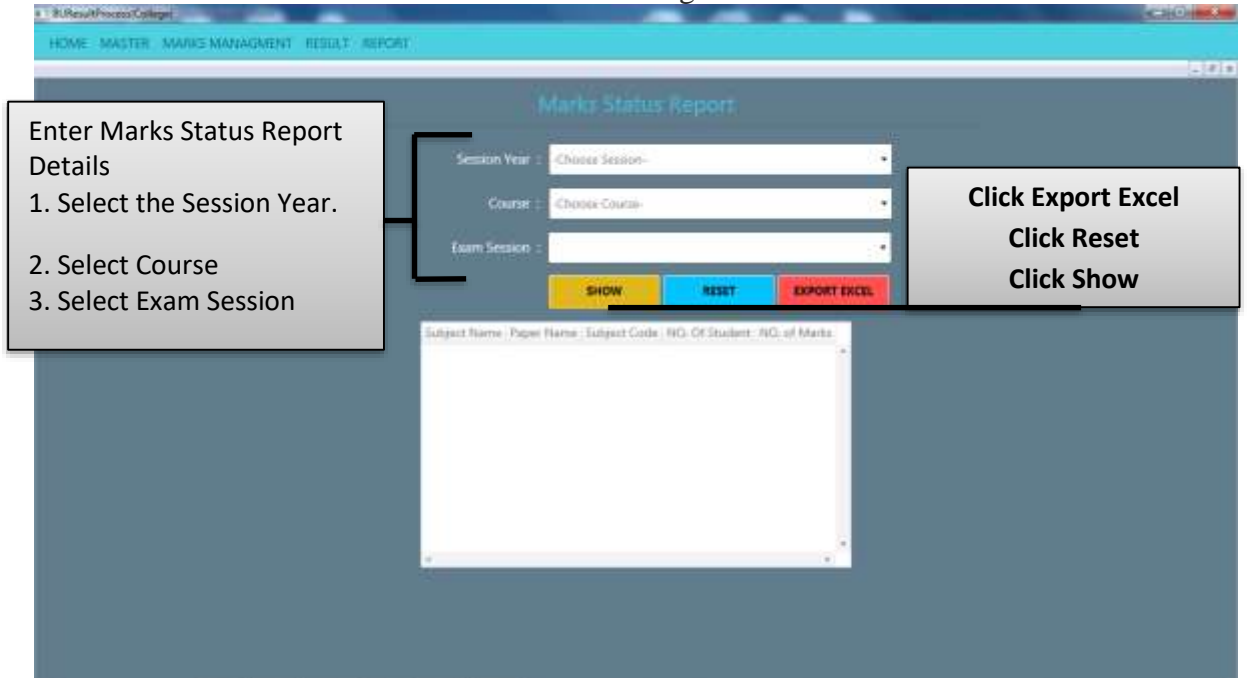 BUResultProcess(College)
HOME MASTER MARKS MANAGMENT RESULT REPORT
Marks Status Report
Enter Marks Status Report
Details
1. Select the Session Year.
2. Select Course
3. Select Exam Session
Session Year : -Choose Session-
Course : -Choose Course-
Exam Session :
SHOW RESET EXPORT EXCEL
Click Export Excel
Click Reset
Click Show
Subject Name Paper Name Subject Code NO. Of Student NO. of Marks